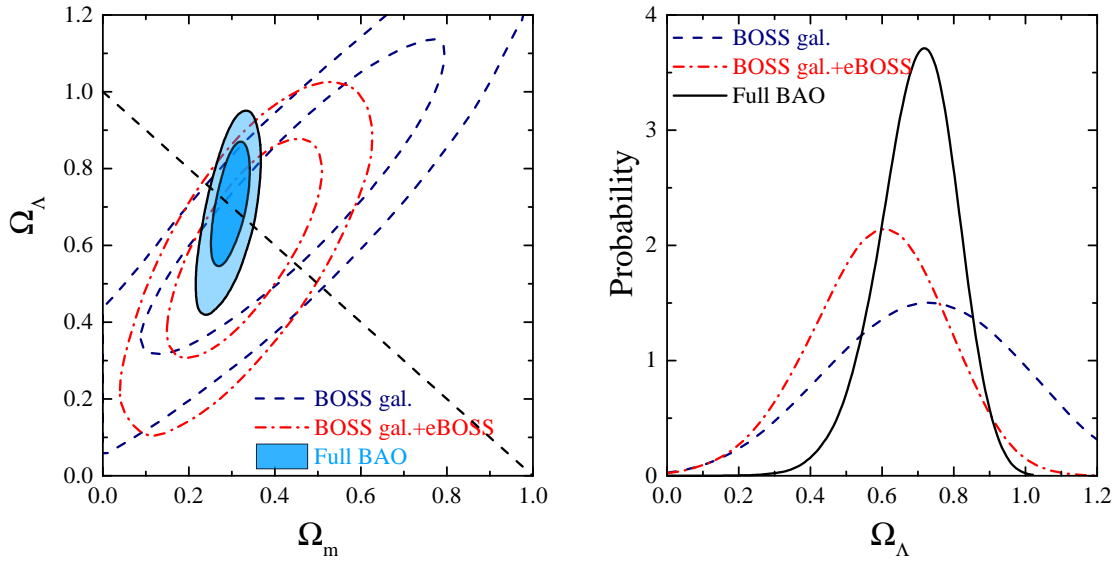 1.2
1.0
0.8
0.6
0.4
0.2
0.0
Ω_Λ
BOSS gal.
BOSS gal.+eBOSS
Full BAO
0.0 0.2 0.4 0.6 0.8 1.0
Ω_m
4
3
2
1
0
Probability
BOSS gal.
BOSS gal.+eBOSS
Full BAO
0.0 0.2 0.4 0.6 0.8 1.0 1.2
Ω_Λ